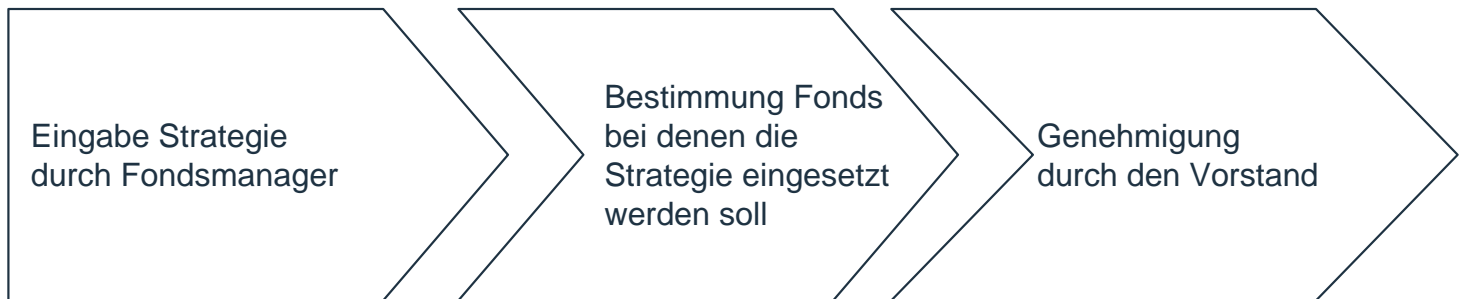 Eingabe Strategie
durch Fondsmanager
Bestimmung Fonds
bei denen die
Strategie eingesetzt
werden soll
Genehmigung
durch den Vorstand